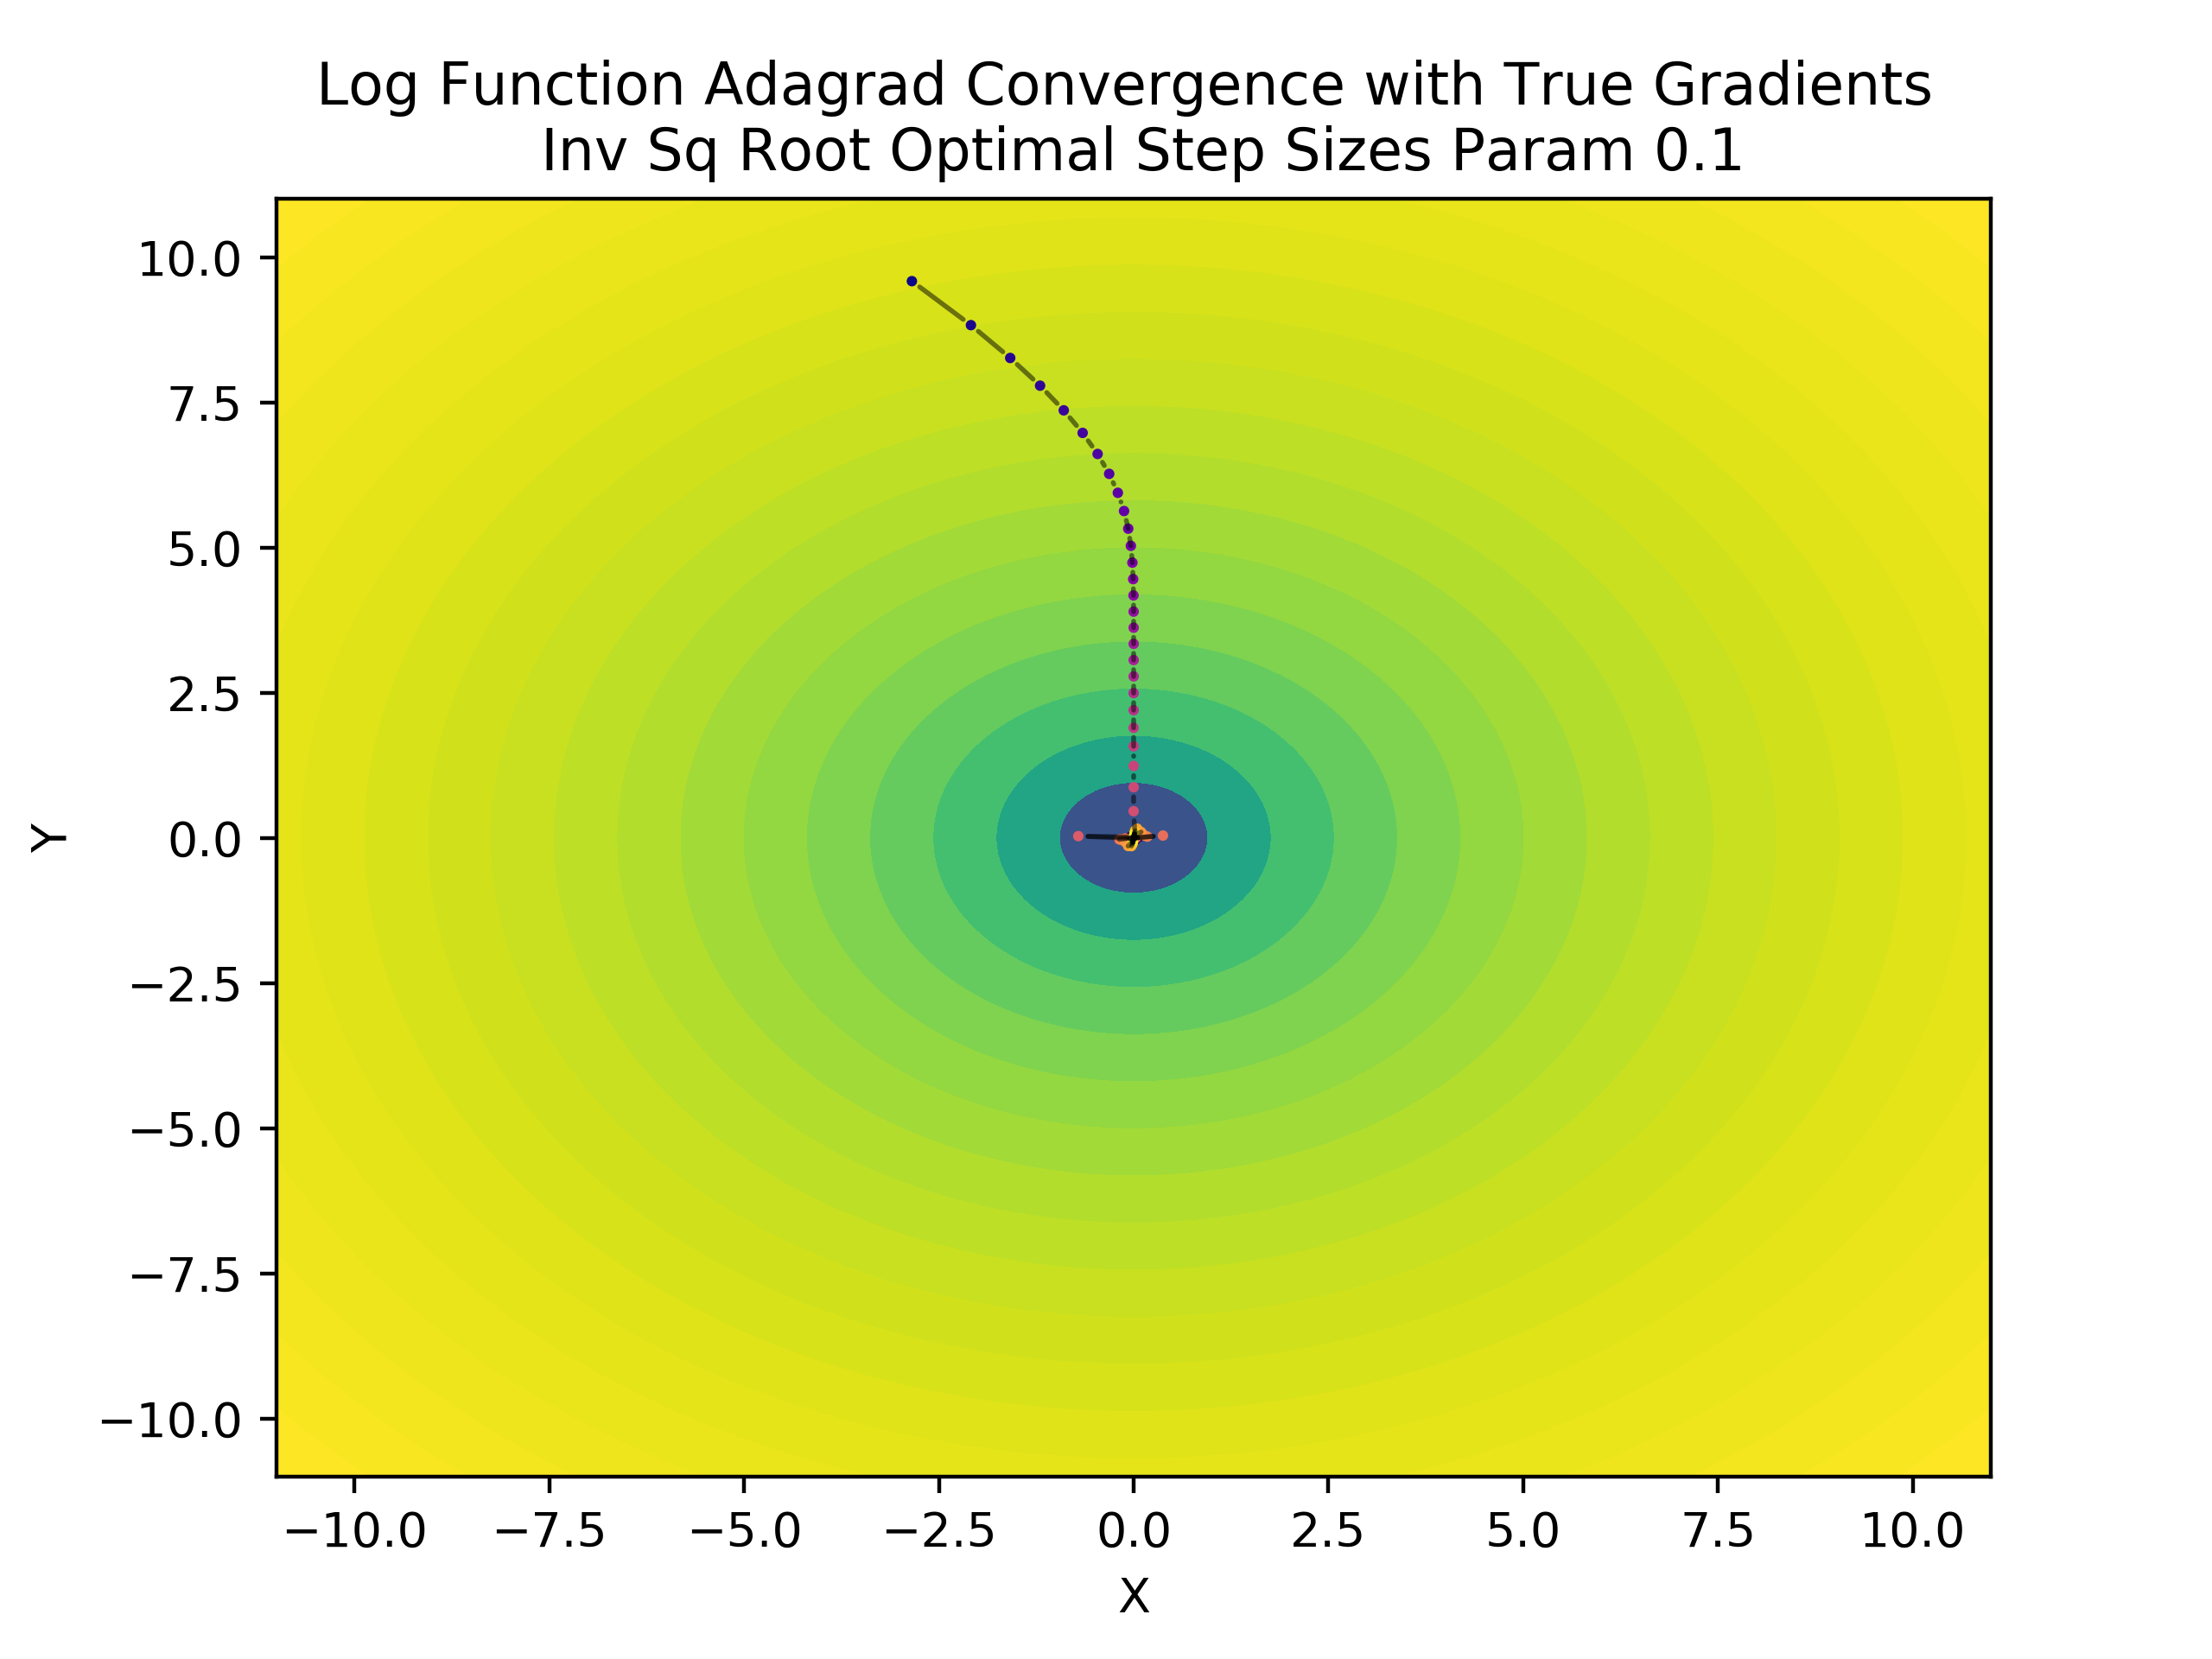 Log Function Adagrad Convergence with True Gradients
Inv Sq Root Optimal Step Sizes Param 0.1
10.0
7.5
5.0
2.5
0.0
−2.5
−5.0
−7.5
−10.0
Y
−10.0 −7.5 −5.0 −2.5 0.0 2.5 5.0 7.5 10.0
X